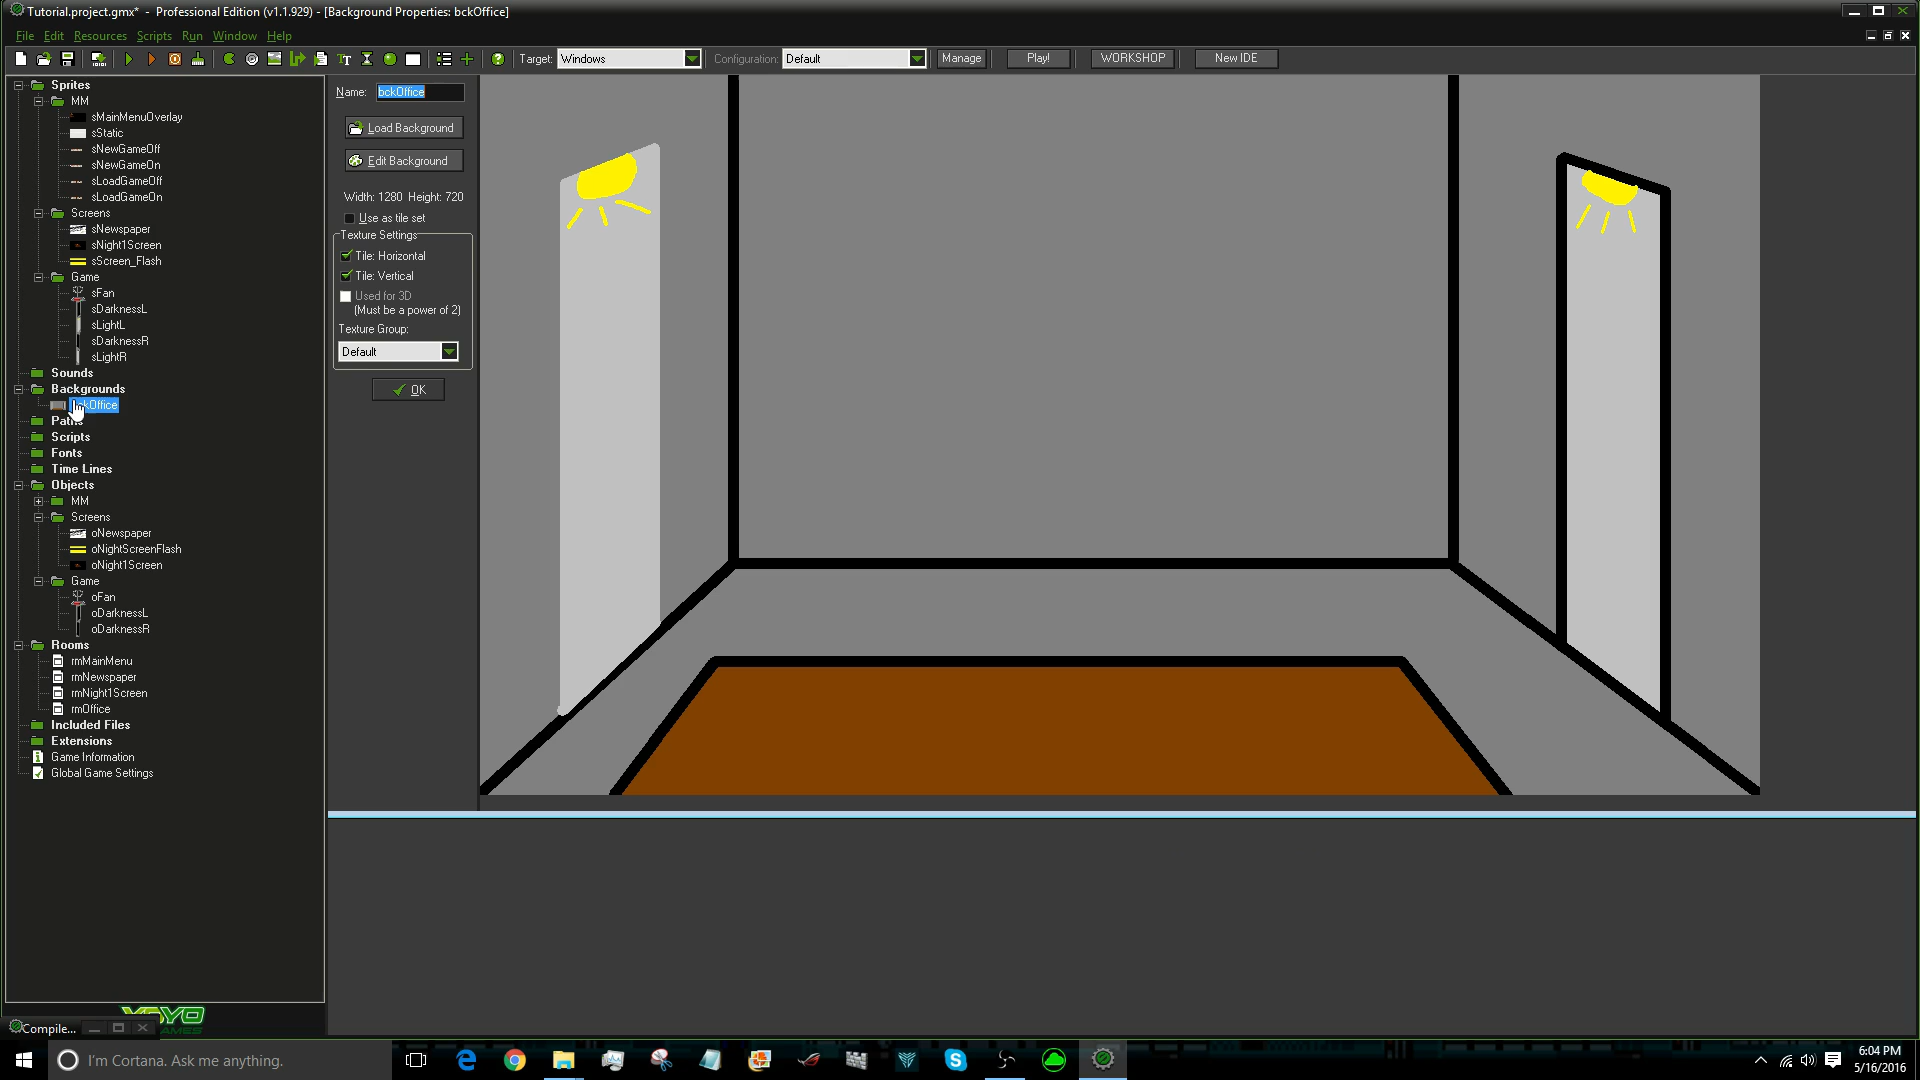 Tutorial.project.gmx* - Professional Edition (v1.1.929) - [Background Properties: bckOffice]
File Edit Resources Scripts Run Window Help
Target: Windows Configuration: Default Manage Play! WORKSHOP New IDE
Sprites
MM
sMainMenuOverlay
sStatic
sNewGameOff
sNewGameOn
sLoadGameOff
sLoadGameOn
Screens
sNewspaper
sNight1Screen
sScreen_Flash
Game
sFan
sDarknessL
sLightL
sDarknessR
sLightR
Sounds
Backgrounds
bckOffice
Paths
Scripts
Fonts
Time Lines
Objects
MM
Screens
oNewspaper
oNightScreenFlash
oNight1Screen
Game
oFan
oDarknessL
oDarknessR
Rooms
rmMainMenu
rmNewspaper
rmNight1Screen
rmOffice
Included Files
Extensions
Game Information
Global Game Settings
Name: bckOffice
Load Background
Edit Background
Width: 1280 Height: 720
Use as tile set
Texture Settings
Tile: Horizontal
Tile: Vertical
Used for 3D
(Must be a power of 2)
Texture Group:
Default
OK
YOYO
GAMES
Compile...
I'm Cortana. Ask me anything.
6:04 PM
5/16/2016